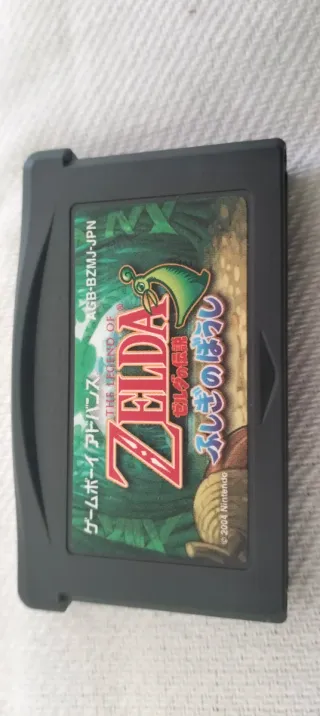 ゲームボーイ アドバンス AGB-BZMJ-JPN
THE LEGEND OF
ZELDA
ゼルダの伝説
ふしぎのぼうし
© 2004 Nintendo